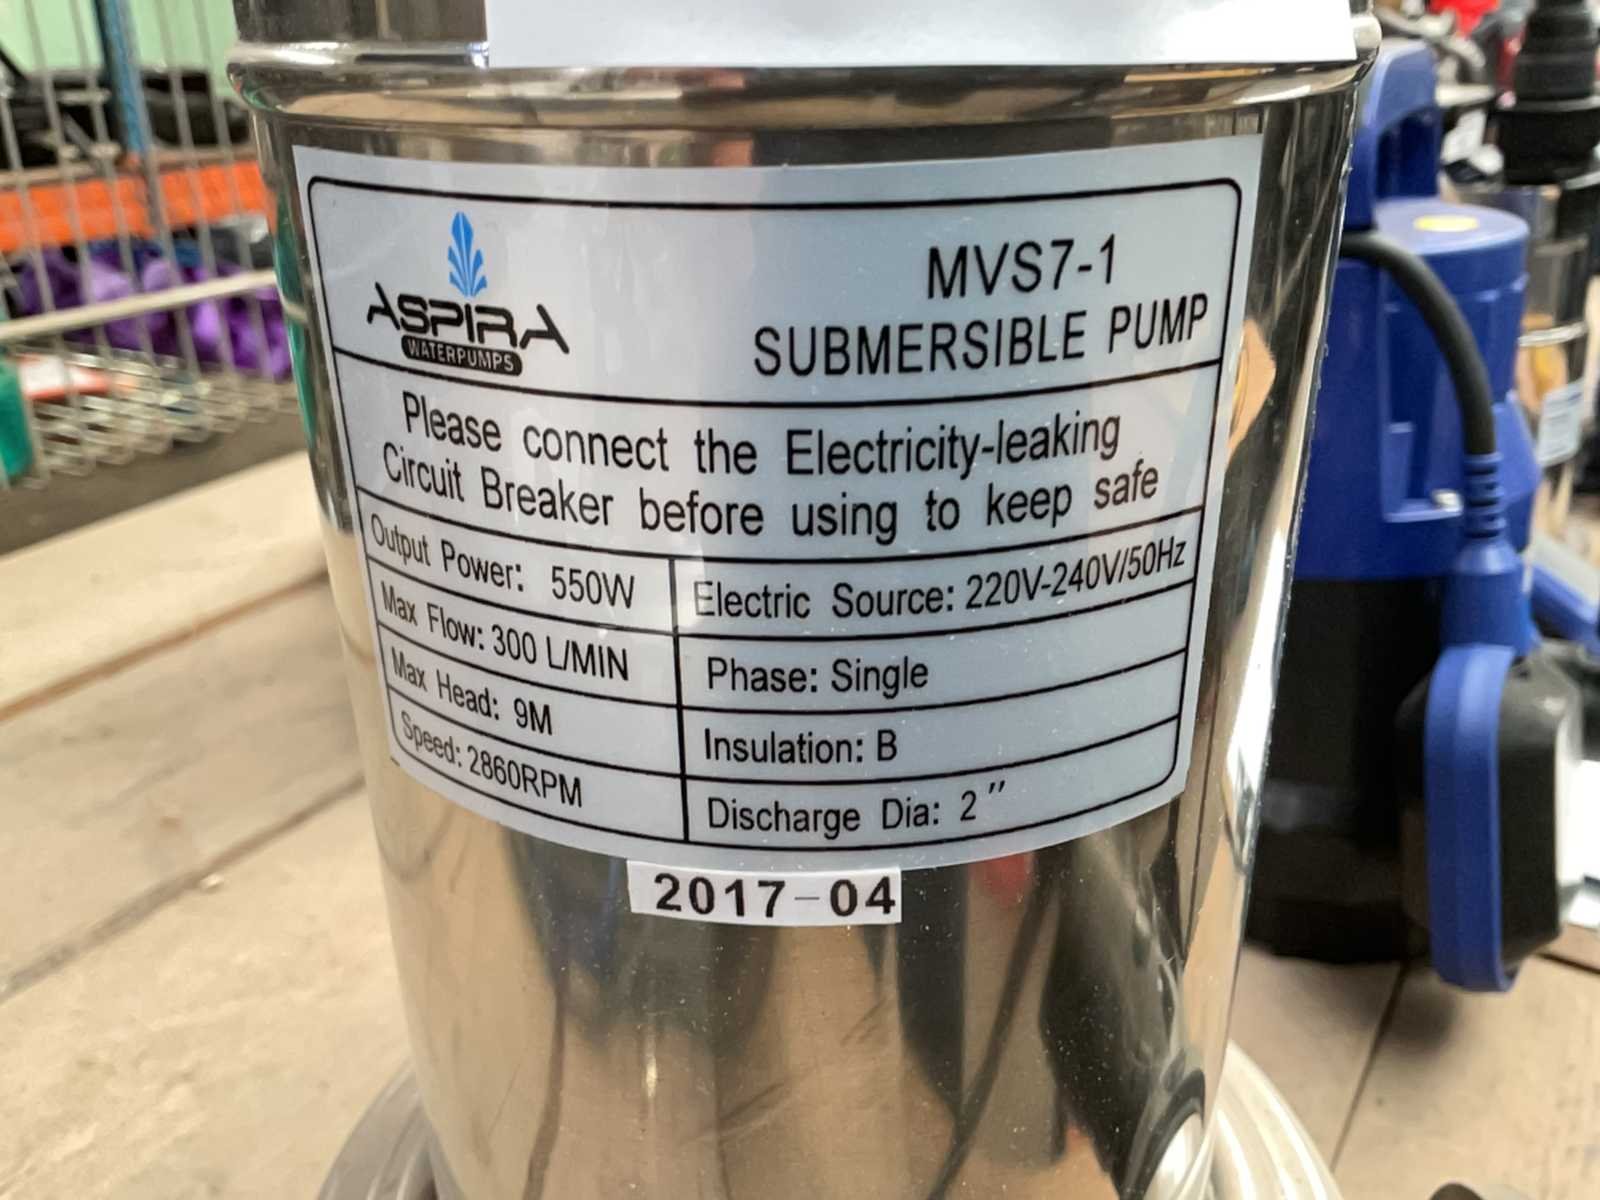 ASPIRA
WATERPUMPS
MVS7-1
SUBMERSIBLE PUMP
Please connect the Electricity-leaking
Circuit Breaker before using to keep safe
Output Power: 550W
Electric Source: 220V-240V/50Hz
Max Flow: 300 L/MIN
Phase: Single
Max Head: 9M
Insulation: B
Speed: 2860RPM
Discharge Dia: 2"
2017-04